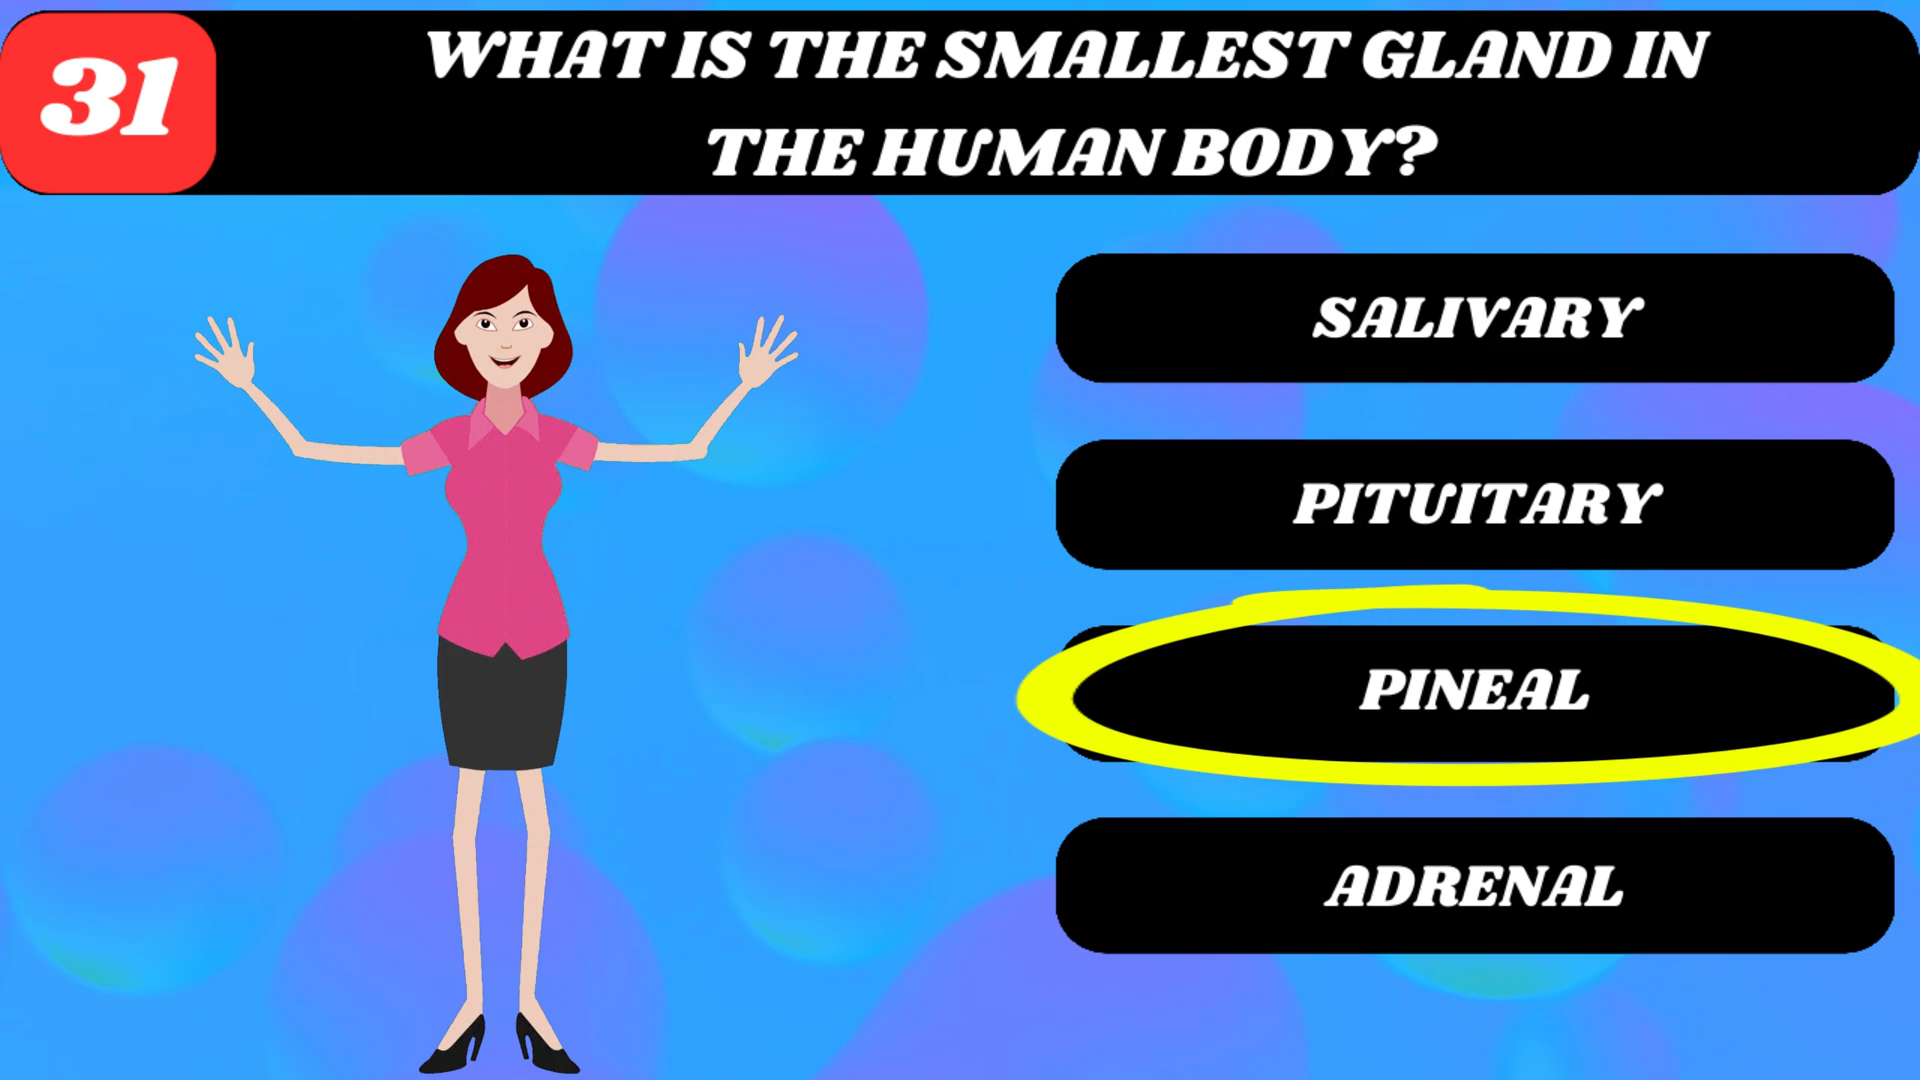 31
WHAT IS THE SMALLEST GLAND IN
THE HUMAN BODY?
SALIVARY
PITUITARY
PINEAL
ADRENAL